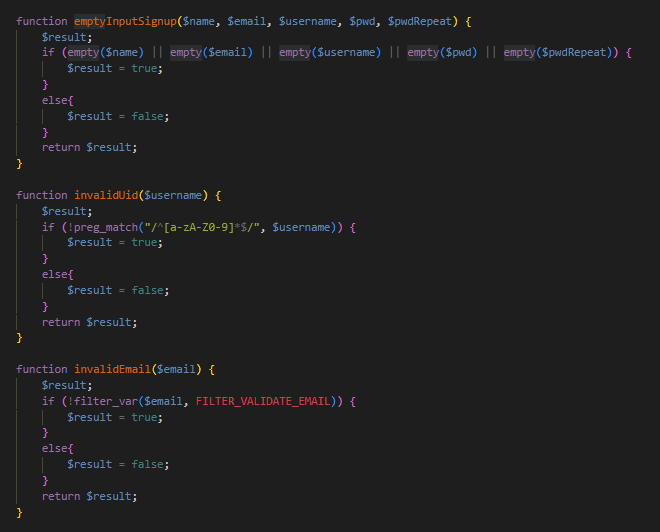 function emptyInputSignup($name, $email, $username, $pwd, $pwdRepeat) {
    $result;
    if (empty($name) || empty($email) || empty($username) || empty($pwd) || empty($pwdRepeat)) {
        $result = true;
    }
    else{
        $result = false;
    }
    return $result;
}

function invalidUid($username) {
    $result;
    if (!preg_match("/^[a-zA-Z0-9]*$/", $username)) {
        $result = true;
    }
    else{
        $result = false;
    }
    return $result;
}

function invalidEmail($email) {
    $result;
    if (!filter_var($email, FILTER_VALIDATE_EMAIL)) {
        $result = true;
    }
    else{
        $result = false;
    }
    return $result;
}